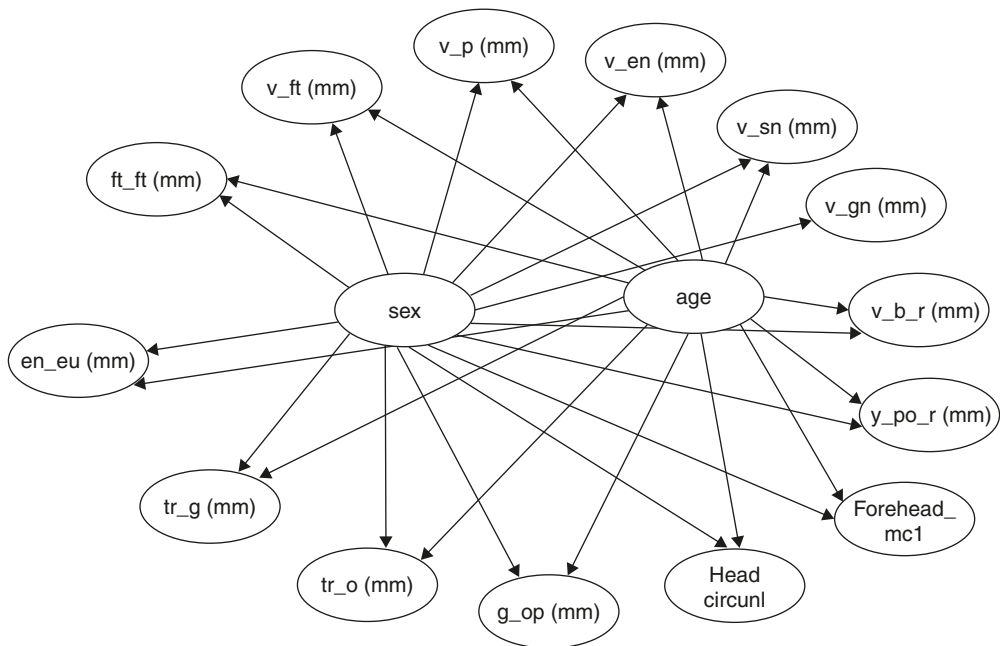 v_p (mm)
v_en (mm)
v_ft (mm)
v_sn (mm)
ft_ft (mm)
v_gn (mm)
sex
age
v_b_r (mm)
en_eu (mm)
y_po_r (mm)
tr_g (mm)
Forehead_
mc1
tr_o (mm)
g_op (mm)
Head
circunl